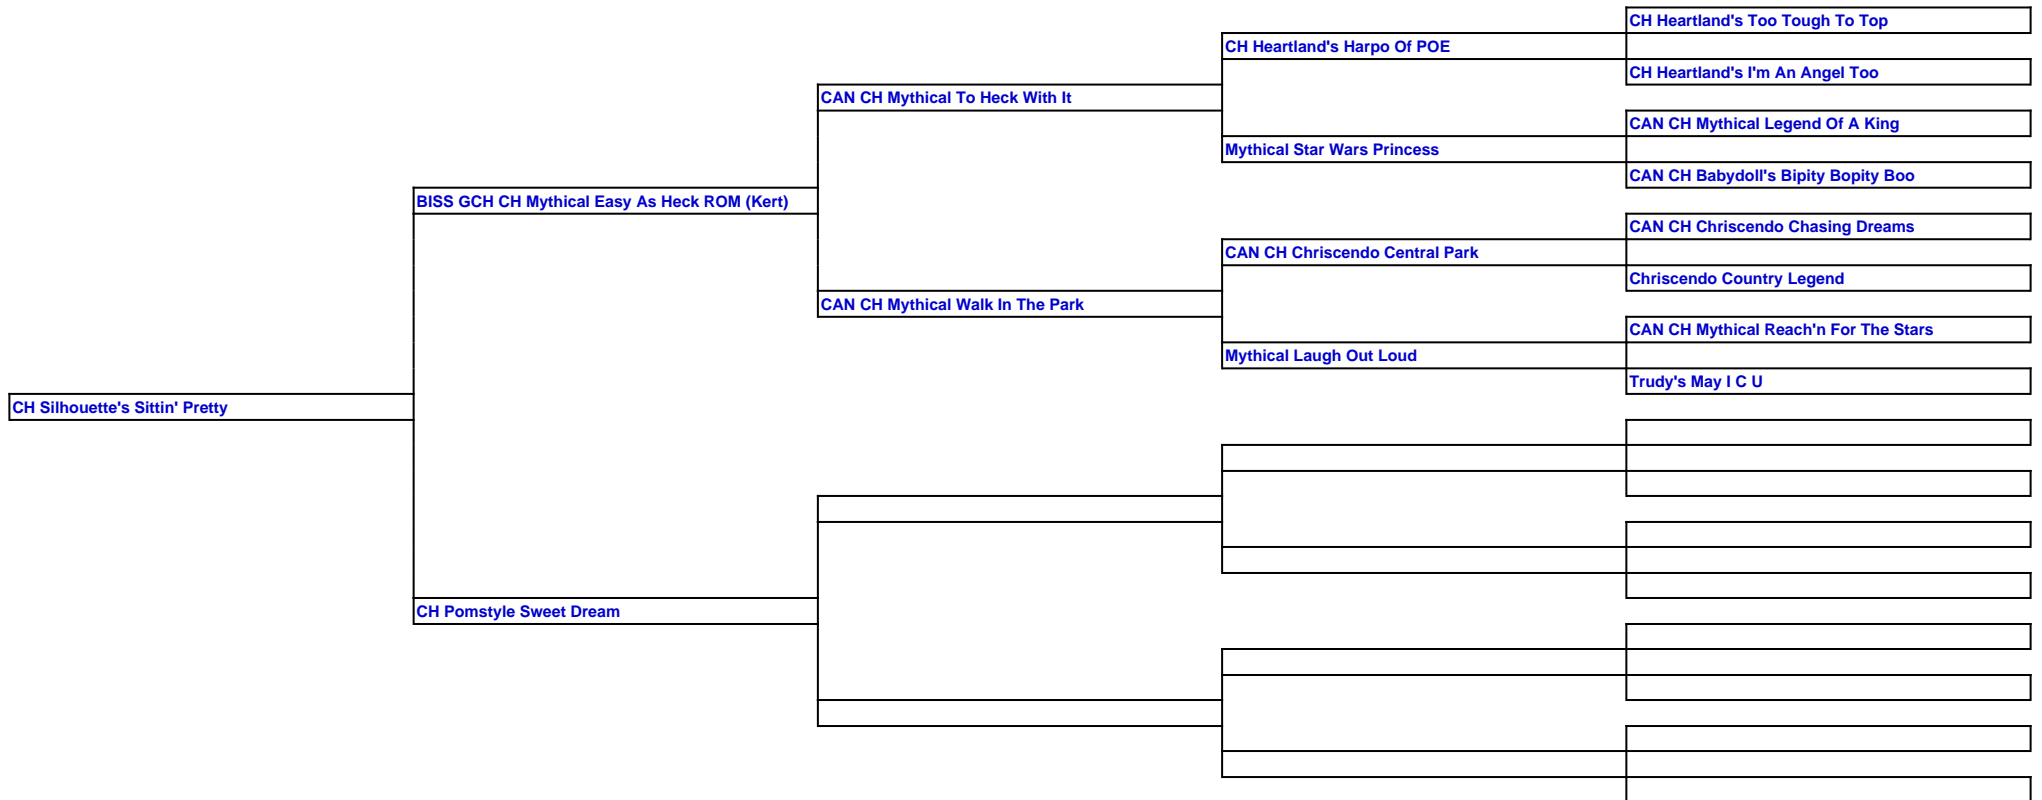 CH Heartland's Too Tough To Top
CH Heartland's Harpo Of POE
CH Heartland's I'm An Angel Too
CAN CH Mythical To Heck With It
CAN CH Mythical Legend Of A King
Mythical Star Wars Princess
CAN CH Babydoll's Bipity Bopity Boo
BISS GCH CH Mythical Easy As Heck ROM (Kert)
CAN CH Chriscendo Chasing Dreams
CAN CH Chriscendo Central Park
Chriscendo Country Legend
CAN CH Mythical Walk In The Park
CAN CH Mythical Reach'n For The Stars
Mythical Laugh Out Loud
Trudy's May I C U
CH Silhouette's Sittin' Pretty
CH Pomstyle Sweet Dream